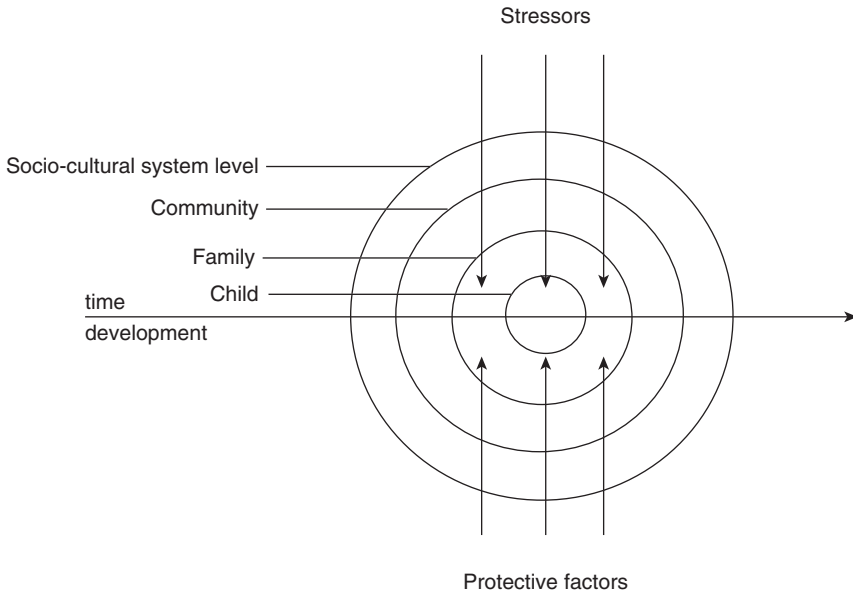 Stressors
Socio-cultural system level
Community
Family
Child
time
development
Protective factors